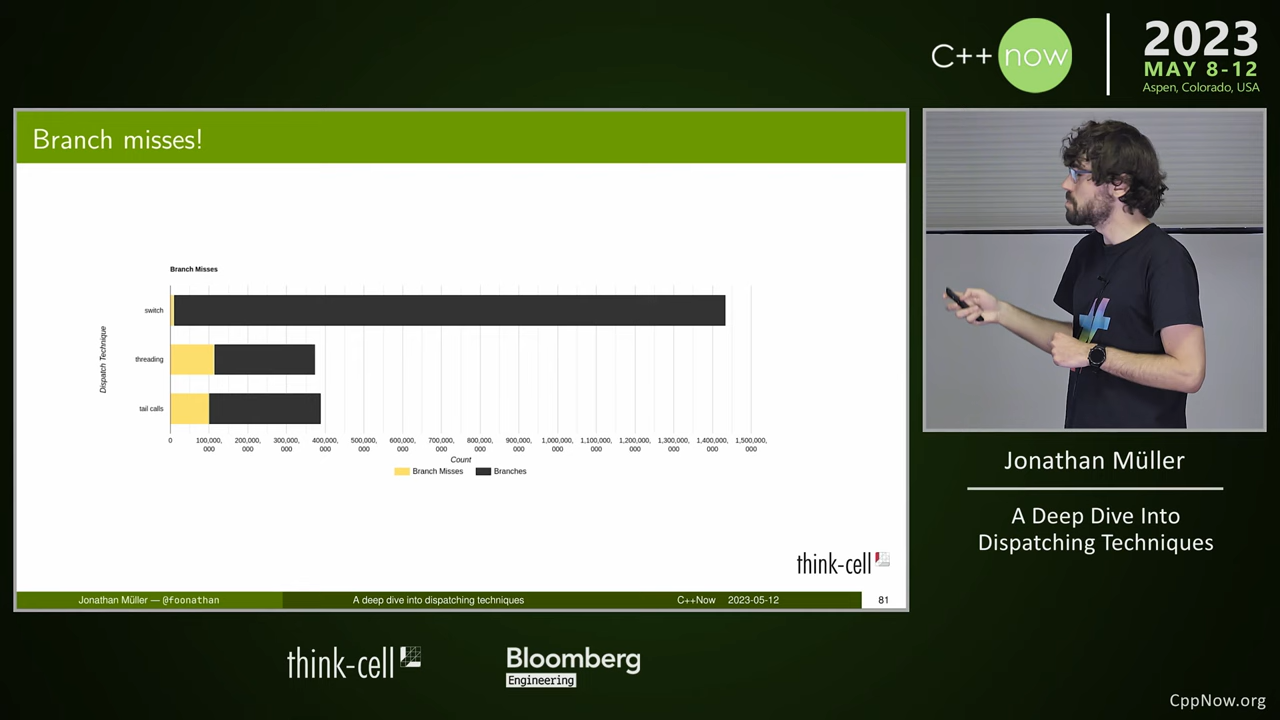 C++ now
2023
MAY 8-12
Aspen, Colorado, USA
Branch misses!
Branch Misses
Dispatch Technique
switch
threading
tail calls
0 100,000,000 200,000,000 300,000,000 400,000,000 500,000,000 600,000,000 700,000,000 800,000,000 900,000,000 1,000,000,000 1,100,000,000 1,200,000,000 1,300,000,000 1,400,000,000 1,500,000,000
Count
Branch Misses Branches
think-cell
Jonathan Müller — @foonathan A deep dive into dispatching techniques C++Now 2023-05-12 81
Jonathan Müller
A Deep Dive Into
Dispatching Techniques
think-cell
Bloomberg
Engineering
CppNow.org